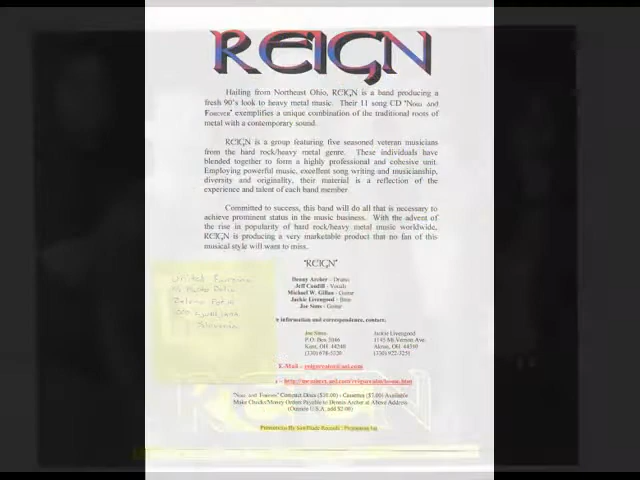 REIGN
Hailing from Northeast Ohio, REIGN is a band producing a
fresh 90's look to heavy metal music. Their 11 song CD "Now and
Forever" exemplifies a unique combination of the traditional roots of
metal with a contemporary sound.
REIGN is a group featuring five seasoned veteran musicians
from the hard rock/heavy metal genre. These individuals have
blended together to form a highly professional and cohesive unit.
Employing powerful music, excellent song writing and musicianship,
diversity and originality, their material is a reflection of the
experience and talent of each band member
Committed to success, this band will do all that is necessary to
achieve prominent status in the music business. With the advent
of the rise in popularity of hard rock/heavy metal music worldwide,
REIGN is producing a very marketable product that no fan of this
musical style will want to miss.
"REIGN"
Denny Archer - Drums
Jeff Caudill - Vocals
Michael W. Gilan - Guitar
Jackie Livengood - Bass
Joe Sims - Guitar
e information and correspondence, contact.
Joe Sims
P.O. Box
Kent, OH 44240
Jackie Livengood
1145 Mt Vernon Ave.
Akron, OH
E-Mail -
"Now and Forever" Compact Discs ($10.00) - Cassettes ($7.00) Available
Make Checks/Money Orders Payable to Dennis Archer at Above Address
(Outside U.S.A. add $2.00)
Slovenia
REIGN